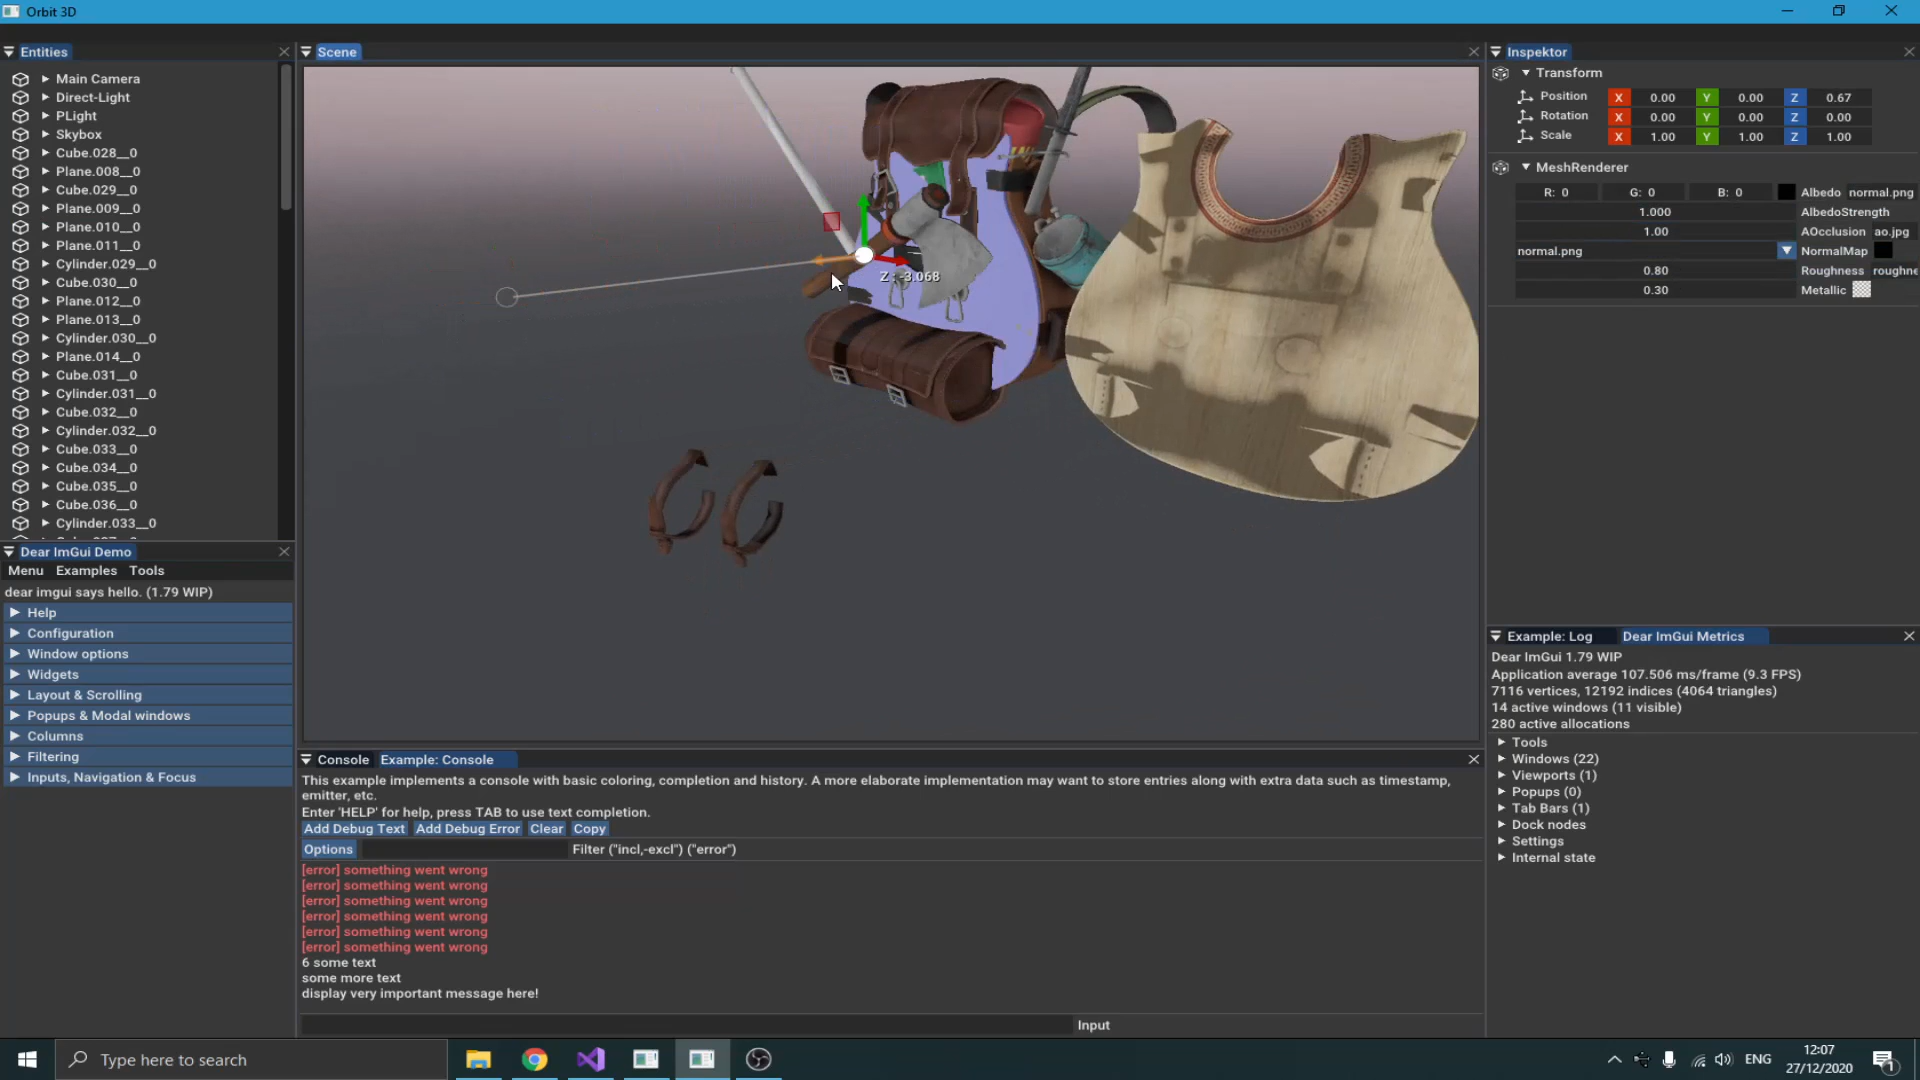 Orbit 3D
Entities
Main Camera
Direct-Light
PLight
Skybox
Cube.028__0
Plane.008__0
Cube.029__0
Plane.009__0
Plane.010__0
Plane.011__0
Cylinder.029__0
Cube.030__0
Plane.012__0
Plane.013__0
Cylinder.030__0
Plane.014__0
Cube.031__0
Cylinder.031__0
Cube.032__0
Cylinder.032__0
Cube.033__0
Cube.034__0
Cube.035__0
Cube.036__0
Cylinder.033__0
Dear ImGui Demo
Menu Examples Tools
dear imgui says hello. (1.79 WIP)
Help
Configuration
Window options
Widgets
Layout & Scrolling
Popups & Modal windows
Columns
Filtering
Inputs, Navigation & Focus
Scene
Z : -3.068
Console Example: Console
This example implements a console with basic coloring, completion and history. A more elaborate implementation may want to store entries along with extra data such as timestamp,
emitter, etc.
Enter 'HELP' for help, press TAB to use text completion.
Add Debug Text Add Debug Error Clear Copy
Options Filter ("incl,-excl") ("error")
[error] something went wrong
[error] something went wrong
[error] something went wrong
[error] something went wrong
[error] something went wrong
[error] something went wrong
6 some text
some more text
display very important message here!
Input
Inspektor
Transform
Position X 0.00 Y 0.00 Z 0.67
Rotation X 0.00 Y 0.00 Z 0.00
Scale X 1.00 Y 1.00 Z 1.00
MeshRenderer
R: 0 G: 0 B: 0 Albedo normal.png
1.000 AlbedoStrength
1.00 AOcclusion ao.jpg
normal.png NormalMap
0.80 Roughness roughne
0.30 Metallic
Example: Log Dear ImGui Metrics
Dear ImGui 1.79 WIP
Application average 107.506 ms/frame (9.3 FPS)
7116 vertices, 12192 indices (4064 triangles)
14 active windows (11 visible)
280 active allocations
Tools
Windows (22)
Viewports (1)
Popups (0)
Tab Bars (1)
Dock nodes
Settings
Internal state
Type here to search
ENG
12:07
27/12/2020
1